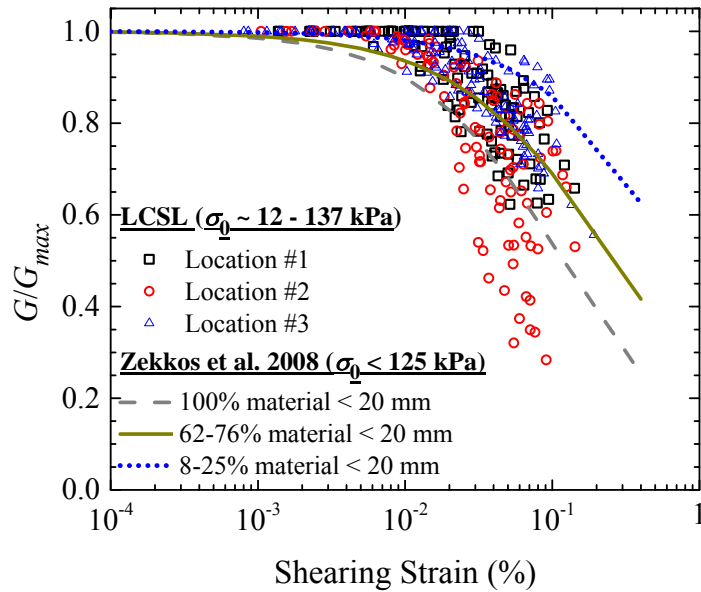 1.0
0.8
0.6
0.4
0.2
0.0
G/G_max
LCSL (σ0 ~ 12 - 137 kPa)
Location #1
Location #2
Location #3
Zekkos et al. 2008 (σ0 < 125 kPa)
100% material < 20 mm
62-76% material < 20 mm
8-25% material < 20 mm
10^-4 10^-3 10^-2 10^-1 1
Shearing Strain (%)